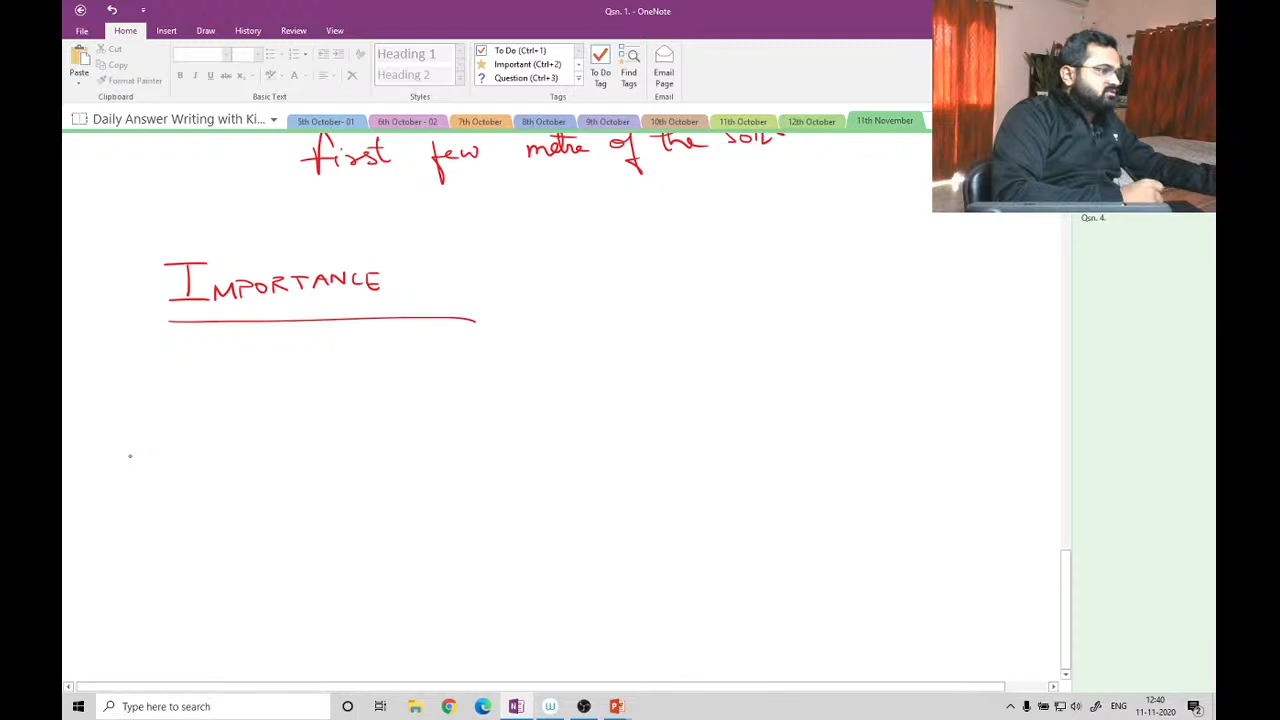 Qsn. 1. - OneNote
File Home Insert Draw History Review View
Paste
Cut
Copy
Format Painter
Clipboard
B I U abc x₂ A
Basic Text
Heading 1
Heading 2
Styles
To Do (Ctrl+1)
Important (Ctrl+2)
? Question (Ctrl+3)
To Do Tag
Find Tags
Tags
Email Page
Email
Daily Answer Writing with Ki...
5th October- 01 6th October - 02 7th October 8th October 9th October 10th October 11th October 12th October 11th November
first few metre of the soil.
IMPORTANCE
Qsn. 4.
Type here to search
ENG
12:40
11-11-2020
2